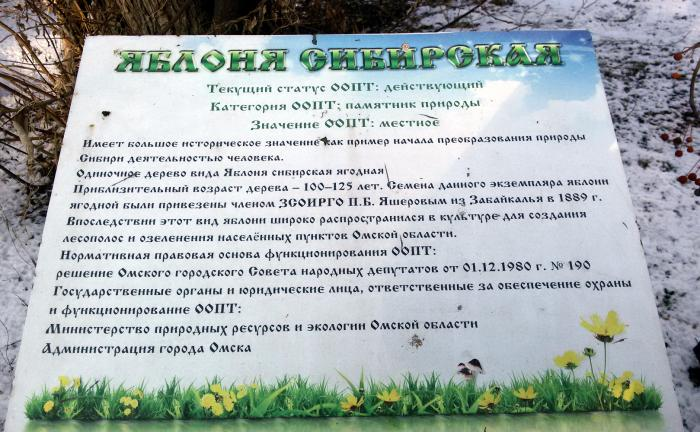 ЯБЛОНЯ СИБИРСКАЯ
Текущий статус ООПТ: действующий
Категория ООПТ: памятник природы
Значение ООПТ: местное
Имеет большое историческое значение как пример начала преобразования природы
Сибири деятельностью человека.
Одиночное дерево вида Яблоня сибирская ягодная
Приблизительный возраст дерева – 100–125 лет. Семена данного экземпляра яблони
ягодной были привезены членом ЗСОИРГО П.Б. Яшеровым из Забайкалья в 1889 г.
Впоследствии этот вид яблони широко распространился в культуре для создания
лесополос и озеленения населённых пунктов Омской области.
Нормативная правовая основа функционирования ООПТ:
решение Омского городского Совета народных депутатов от 01.12.1980 г. № 190
Государственные органы и юридические лица, ответственные за обеспечение охраны
и функционирование ООПТ:
Министерство природных ресурсов и экологии Омской области
Администрация города Омска